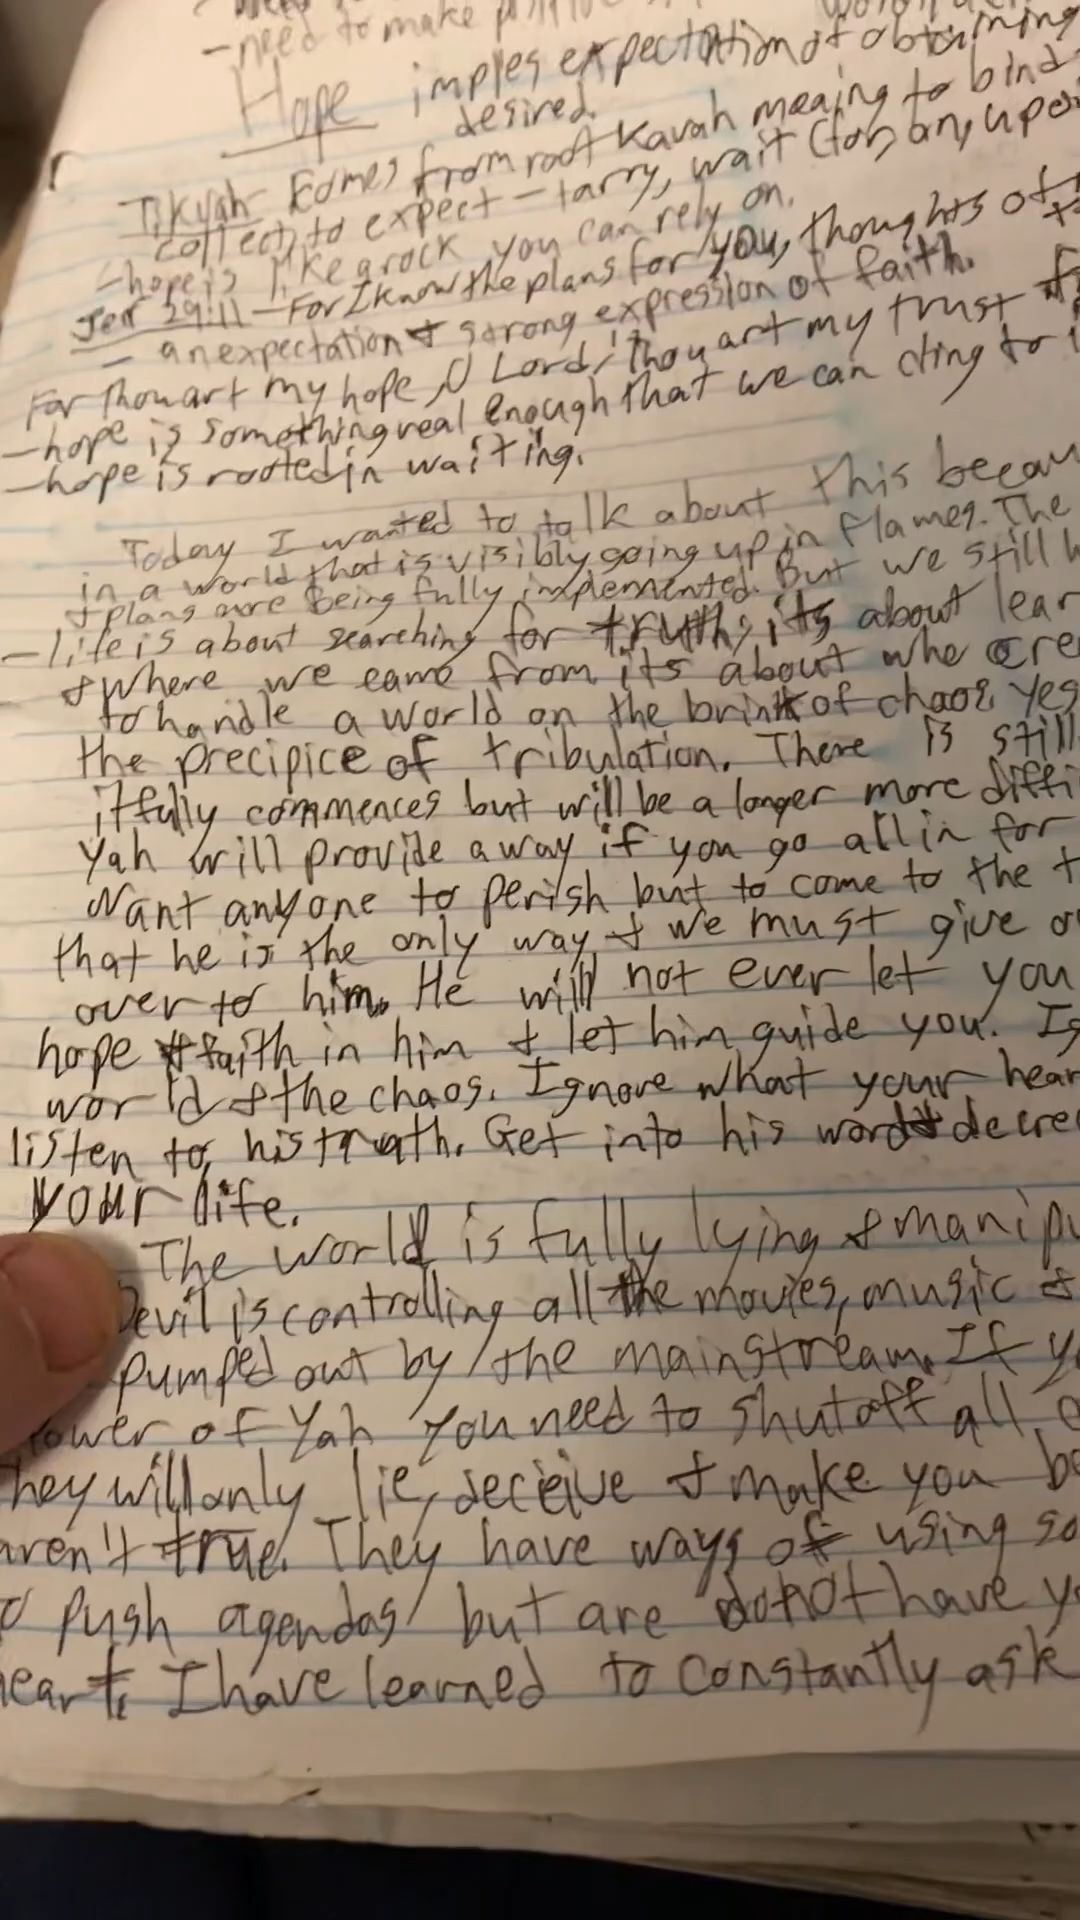 - need to make
Hope imples expectation of obtaining
desired.
Tikvah Comes from root Kavah meaing to bind
collect, to expect - tarry, wait (for, on, upon
- hope is like a rock you can rely on.
Jer 29:11 - For I know the plans for you, thoughts of
- an expectation & strong expression of faith.
For thou art my hope, O Lord, thou art my trust
- hope is something real enough that we can cling to
- hope is rooted in waiting.
Today I wanted to talk about this becau
in a world that is visibly going up in flames. The
& plans are being fully implemented. But we still h
- life is about searching for truth, its about lear
& where we came from, its about who cre
to handle a world on the brink of chaos, yes
the precipice of tribulation. There is still
it fully commences but will be a longer more diffi
Yah will provide a way if you go all in for
want anyone to perish but to come to the t
that he is the only way & we must give o
over to him. He will not ever let you
hope & faith in him & let him guide you. Ig
world & the chaos. Ignore what your hear
listen to his truth. Get into his word & decre
your life.
The world is fully lying & manipu
Devil is controlling all the movies, music &
pumped out by the mainstream. If y
power of Yah you need to shut off all
They will only lie, deceive & make you be
aren't true. They have ways of using so
push agendas but are do not have y
heart. I have learned to constantly ask